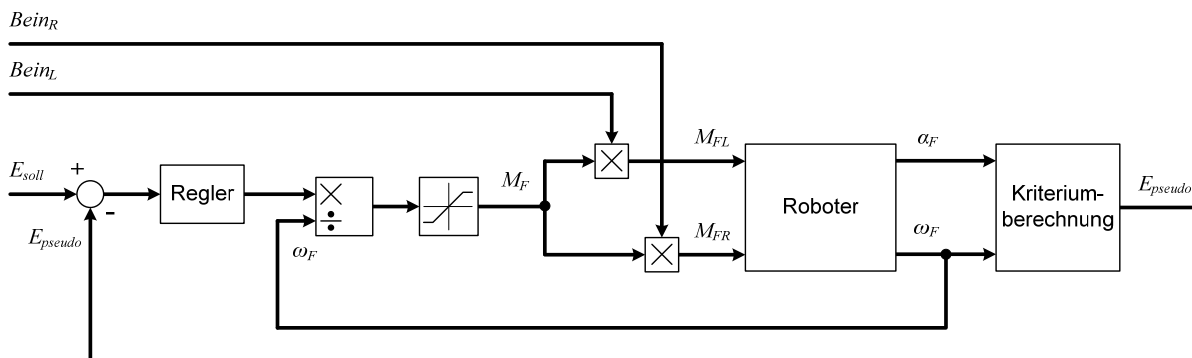 Bein_R
Bein_L
E_soll
+
-
E_pseudo
Regler
×
÷
ω_F
M_F
×
×
M_FL
M_FR
Roboter
α_F
ω_F
Kriterium-
berechnung
E_pseudo